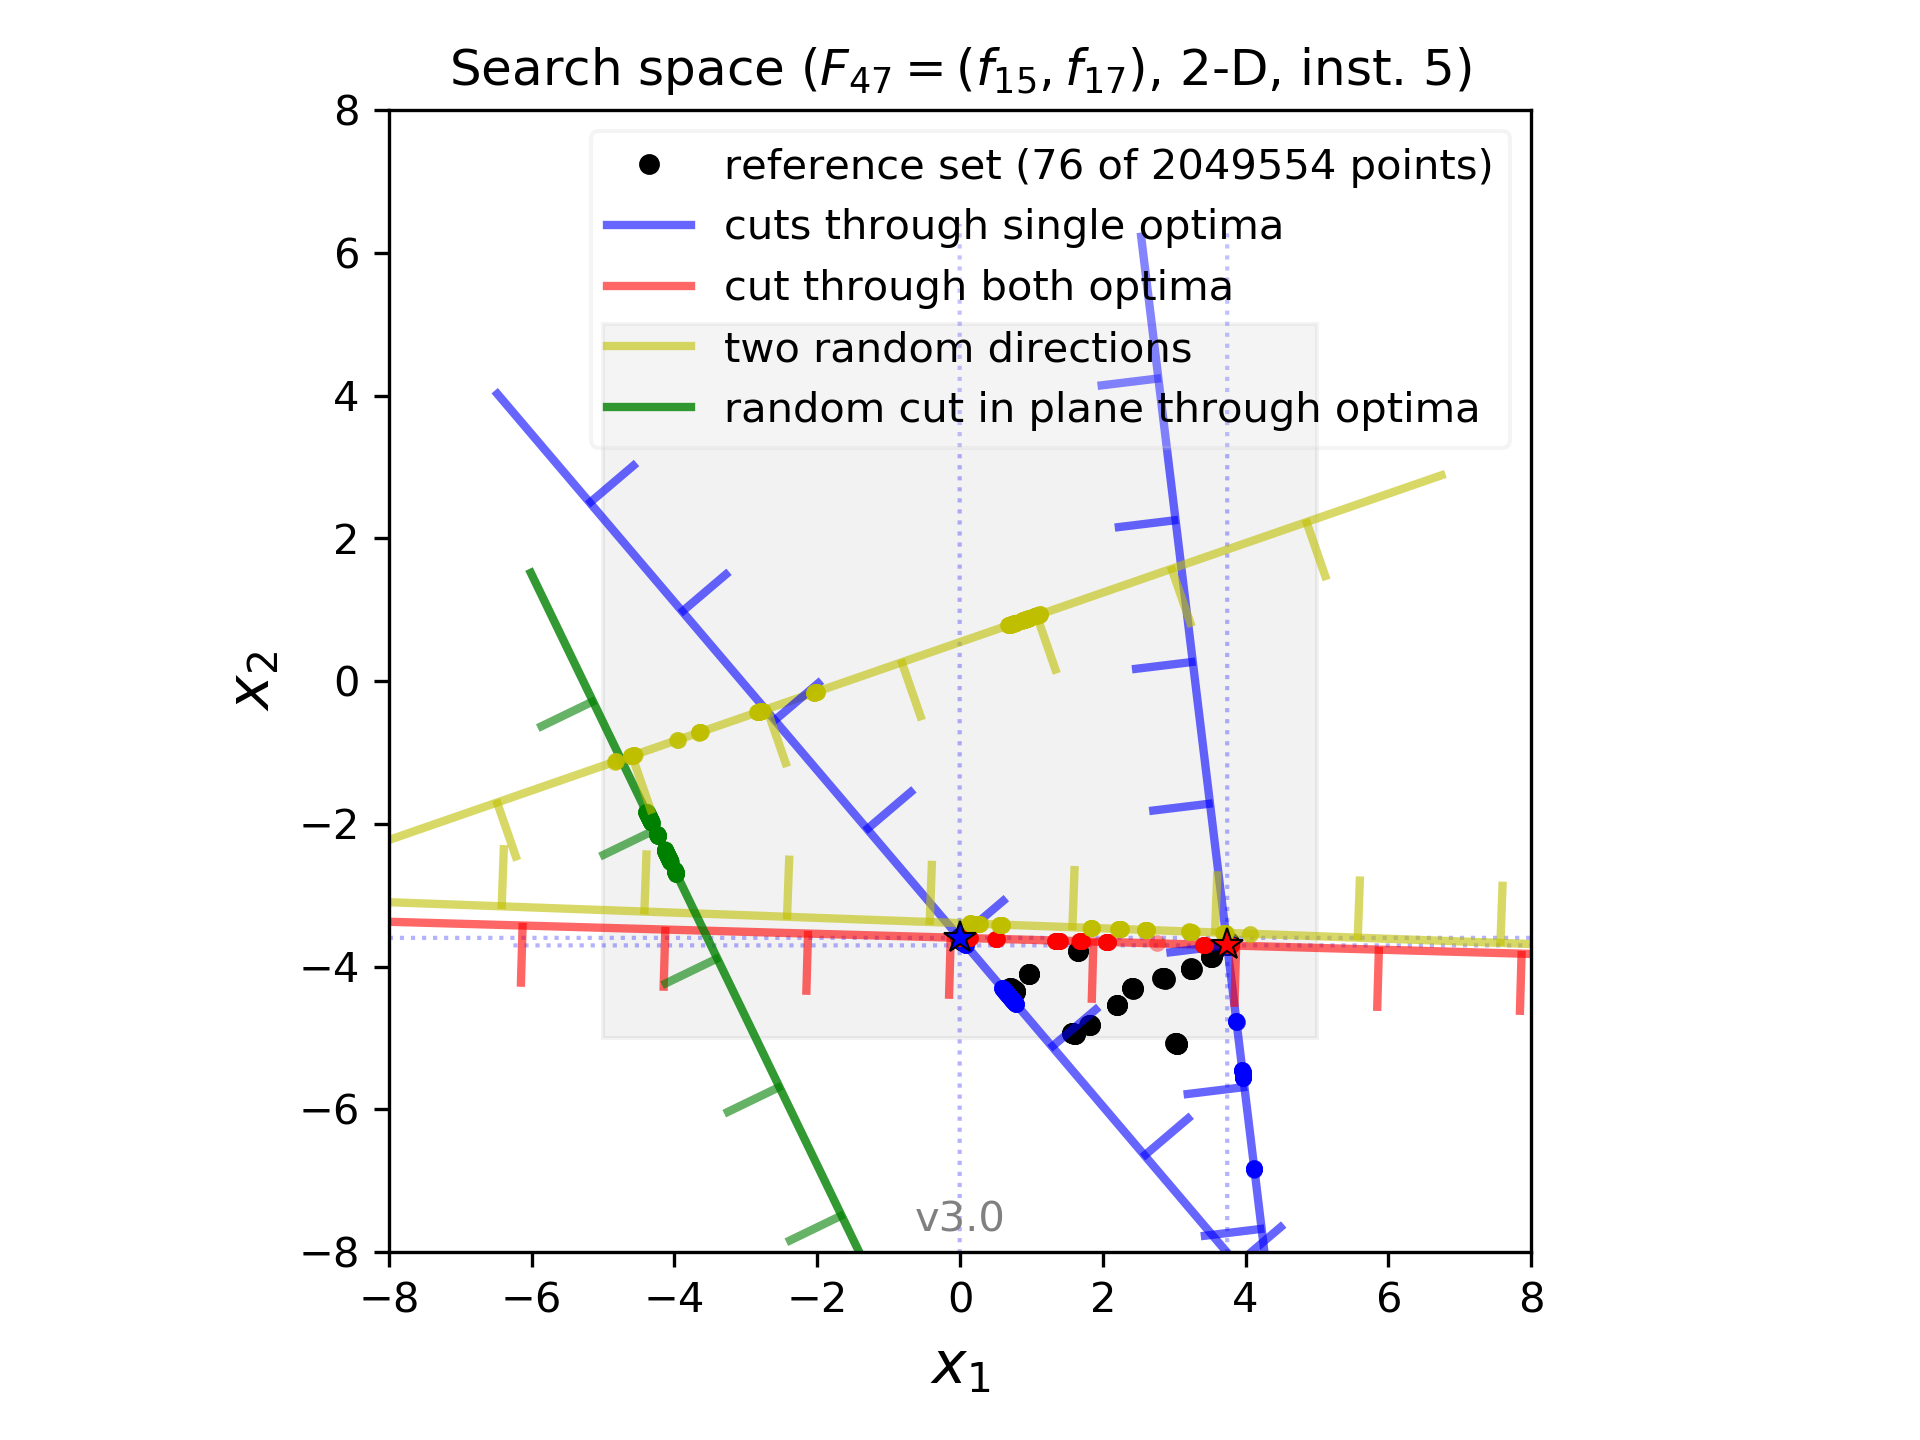 Search space (F47 = (f15, f17), 2-D, inst. 5)
reference set (76 of 2049554 points)
cuts through single optima
cut through both optima
two random directions
random cut in plane through optima
8
6
4
2
0
−2
−4
−6
−8
x2
v3.0
−8 −6 −4 −2 0 2 4 6 8
x1